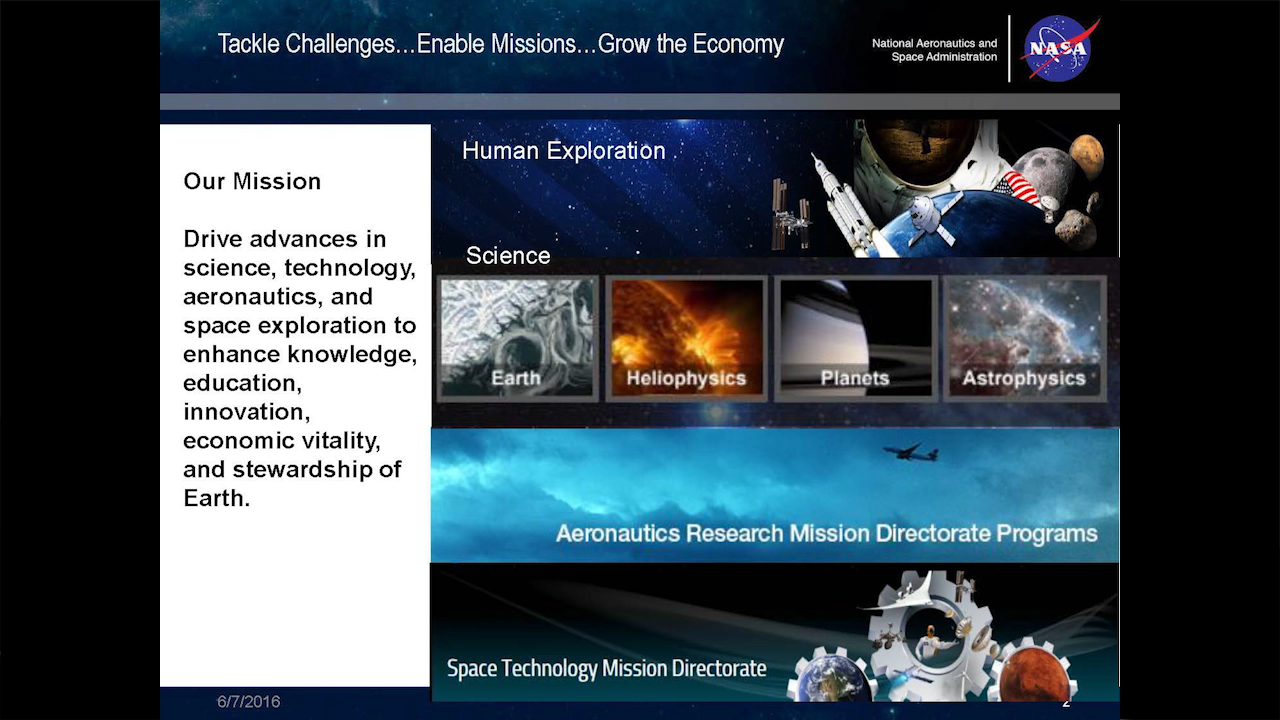 Tackle Challenges…Enable Missions…Grow the Economy
National Aeronautics and
Space Administration
NASA
Our Mission
Drive advances in
science, technology,
aeronautics, and
space exploration to
enhance knowledge,
education,
innovation,
economic vitality,
and stewardship of
Earth.
Human Exploration
Science
Earth
Heliophysics
Planets
Astrophysics
Aeronautics Research Mission Directorate Programs
Space Technology Mission Directorate
6/7/2016
2